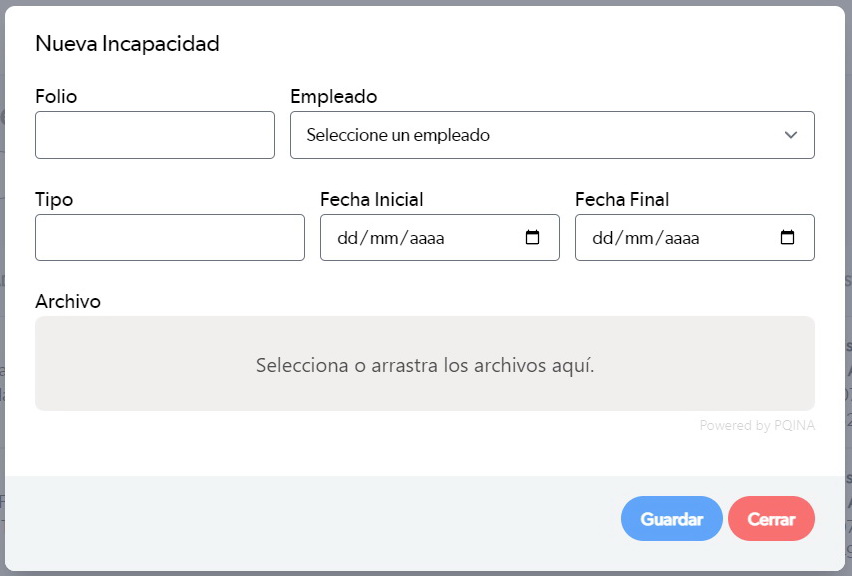 Nueva Incapacidad
Folio
Empleado
Seleccione un empleado
Tipo
Fecha Inicial
Fecha Final
dd/mm/aaaa
dd/mm/aaaa
Archivo
Selecciona o arrastra los archivos aquí.
Powered by PQINA
Guardar
Cerrar